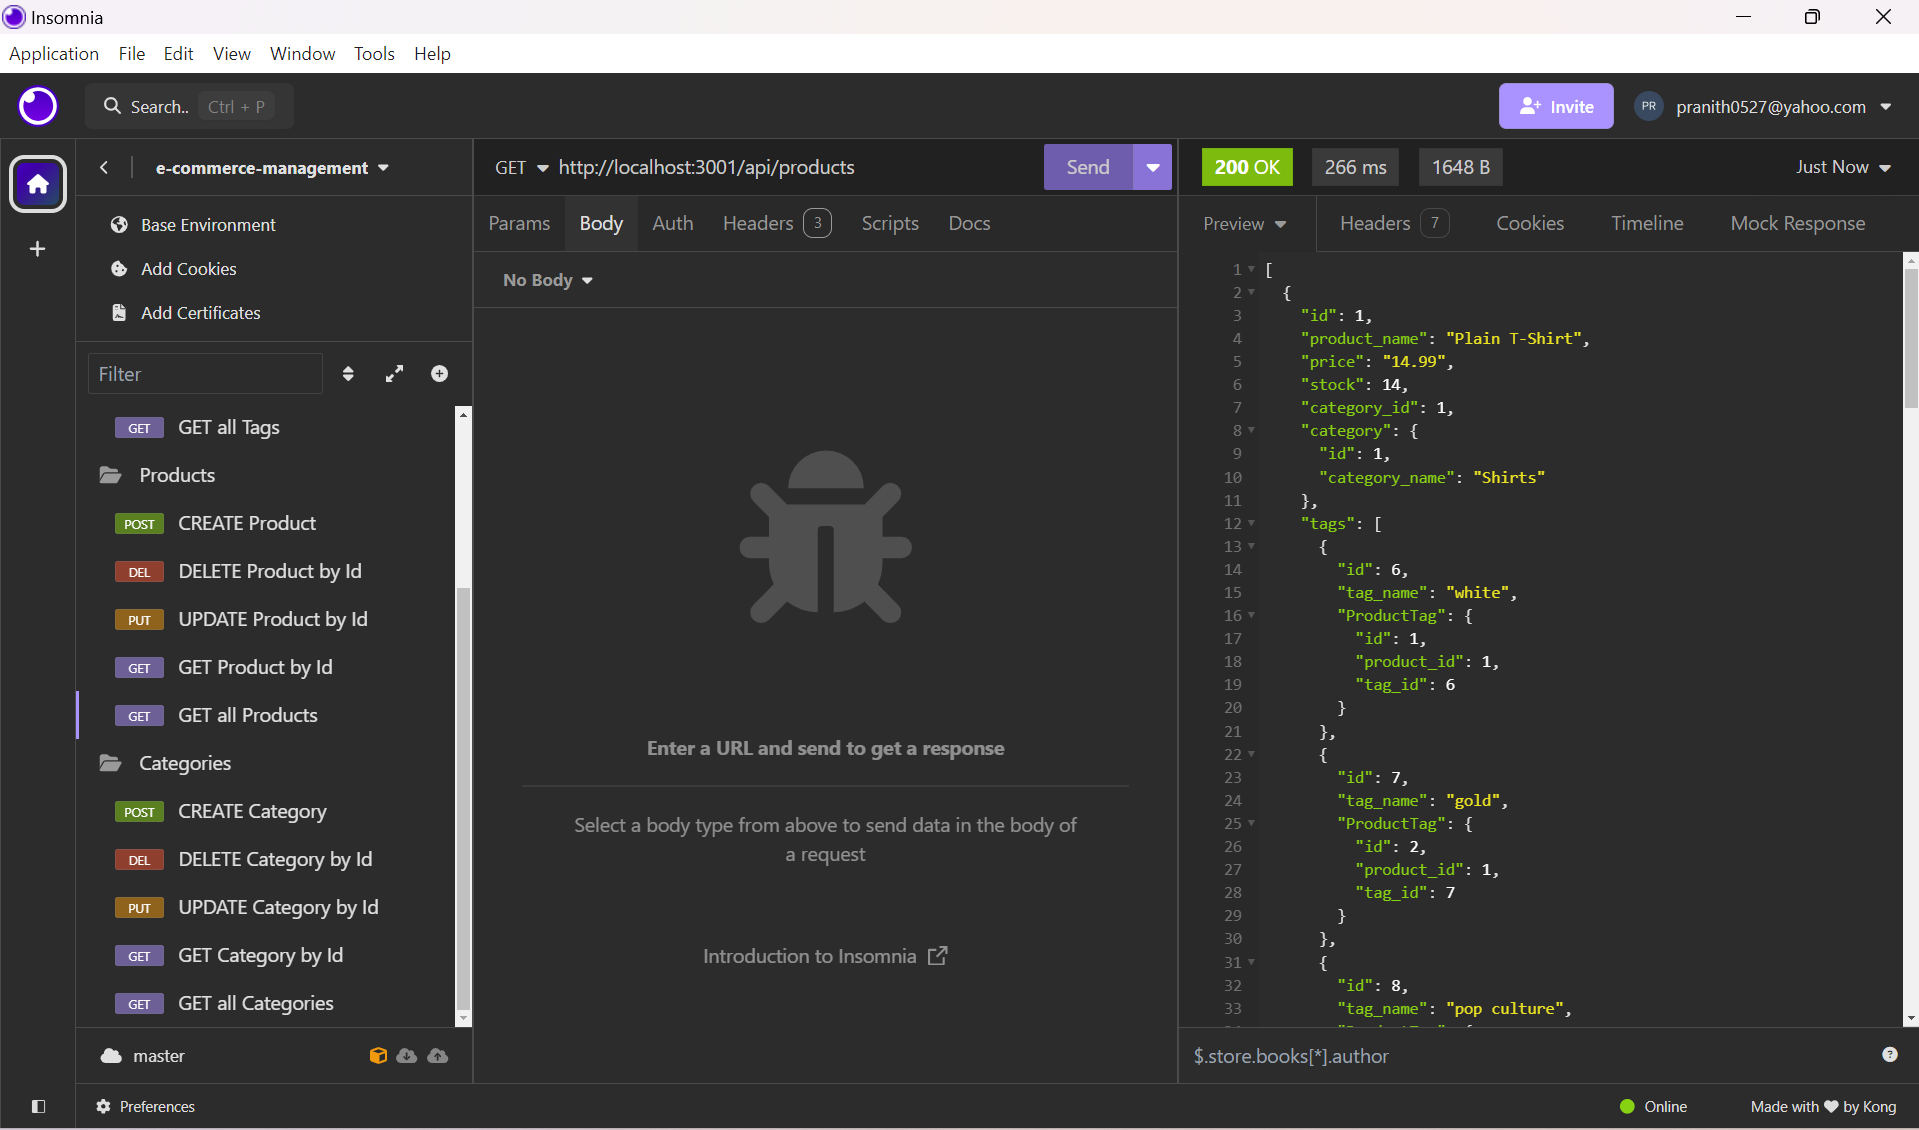 Insomnia
Application File Edit View Window Tools Help
Search.. Ctrl + P
Invite
PR pranith0527@yahoo.com
e-commerce-management
Base Environment
Add Cookies
Add Certificates
Filter
GET GET all Tags
Products
POST CREATE Product
DEL DELETE Product by Id
PUT UPDATE Product by Id
GET GET Product by Id
GET GET all Products
Categories
POST CREATE Category
DEL DELETE Category by Id
PUT UPDATE Category by Id
GET GET Category by Id
GET GET all Categories
master
GET http://localhost:3001/api/products Send
Params Body Auth Headers 3 Scripts Docs
No Body
Enter a URL and send to get a response
Select a body type from above to send data in the body of
a request
Introduction to Insomnia
200 OK 266 ms 1648 B Just Now
Preview Headers 7 Cookies Timeline Mock Response
1 [
2 {
3 "id": 1,
4 "product_name": "Plain T-Shirt",
5 "price": "14.99",
6 "stock": 14,
7 "category_id": 1,
8 "category": {
9 "id": 1,
10 "category_name": "Shirts"
11 },
12 "tags": [
13 {
14 "id": 6,
15 "tag_name": "white",
16 "ProductTag": {
17 "id": 1,
18 "product_id": 1,
19 "tag_id": 6
20 }
21 },
22 {
23 "id": 7,
24 "tag_name": "gold",
25 "ProductTag": {
26 "id": 2,
27 "product_id": 1,
28 "tag_id": 7
29 }
30 },
31 {
32 "id": 8,
33 "tag_name": "pop culture",
$.store.books[*].author ?
Preferences
Online Made with ❤ by Kong